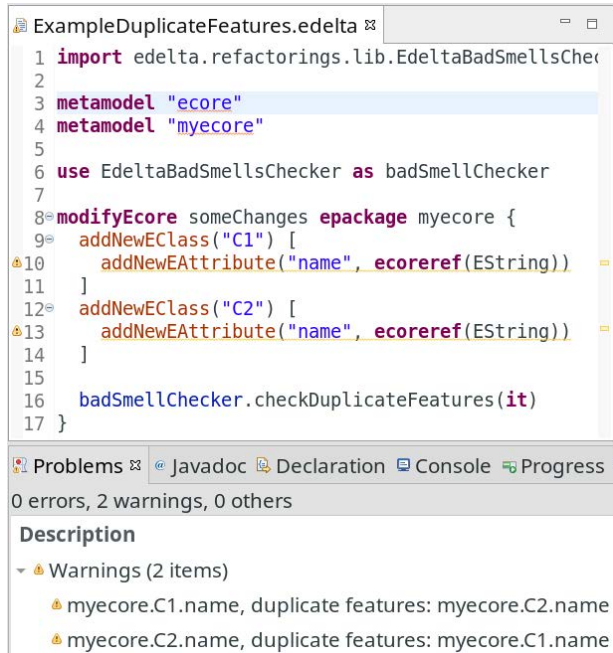 ExampleDuplicateFeatures.edelta
1 import edelta.refactorings.lib.EdeltaBadSmellsChec
2
3 metamodel "ecore"
4 metamodel "myecore"
5
6 use EdeltaBadSmellsChecker as badSmellChecker
7
8 modifyEcore someChanges epackage myecore {
9 addNewEClass("C1") [
10 addNewEAttribute("name", ecoreref(EString))
11 ]
12 addNewEClass("C2") [
13 addNewEAttribute("name", ecoreref(EString))
14 ]
15
16 badSmellChecker.checkDuplicateFeatures(it)
17 }
Problems Javadoc Declaration Console Progress
0 errors, 2 warnings, 0 others
Description
Warnings (2 items)
myecore.C1.name, duplicate features: myecore.C2.name
myecore.C2.name, duplicate features: myecore.C1.name